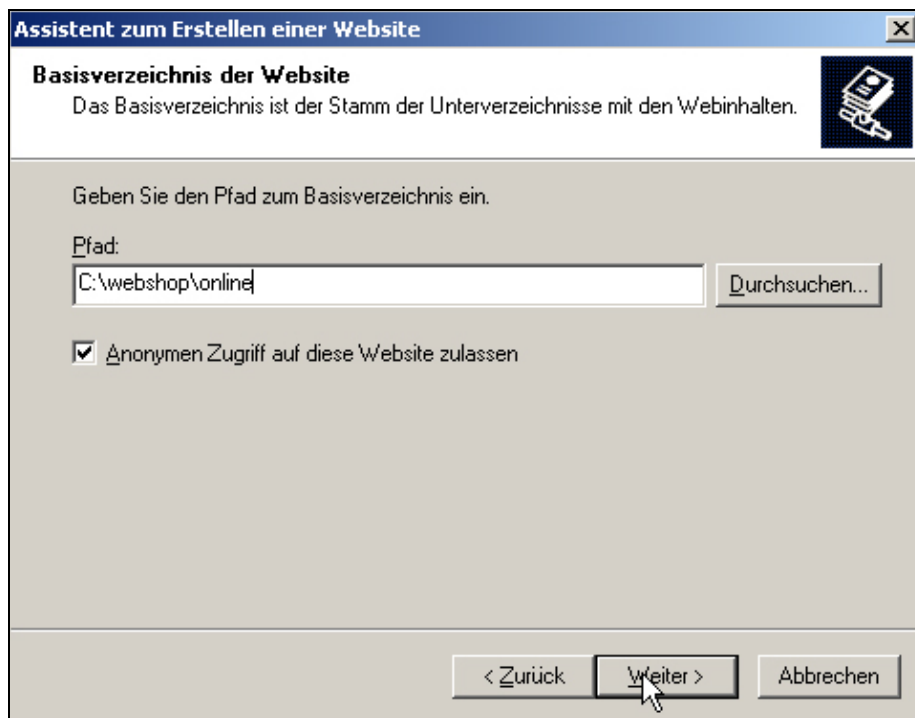 Assistent zum Erstellen einer Website
Basisverzeichnis der Website
Das Basisverzeichnis ist der Stamm der Unterverzeichnisse mit den Webinhalten.
Geben Sie den Pfad zum Basisverzeichnis ein.
Pfad:
C:\webshop\online
Durchsuchen...
Anonymen Zugriff auf diese Website zulassen
< Zurück Weiter > Abbrechen